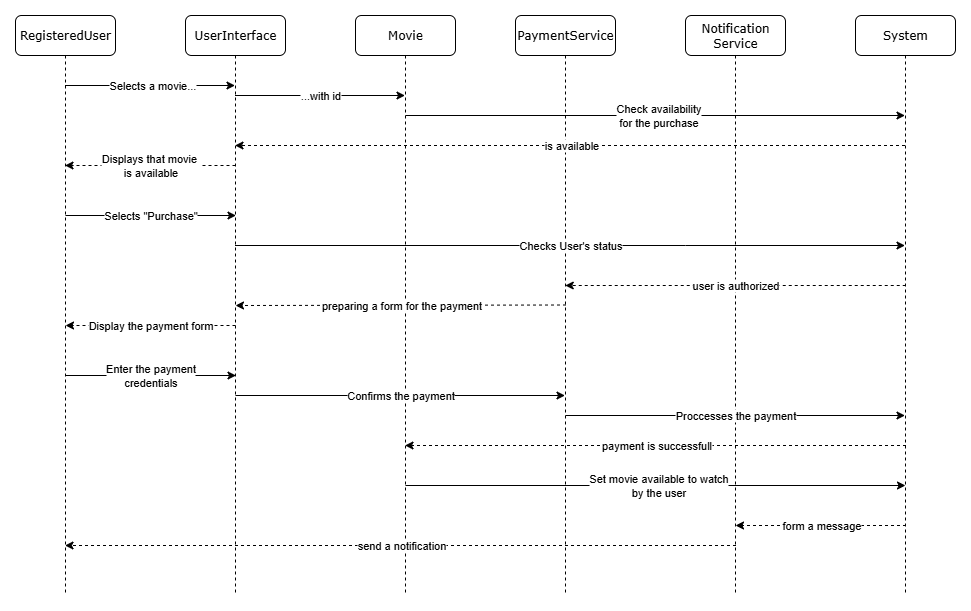 RegisteredUser
UserInterface
Movie
PaymentService
Notification
Service
System
Selects a movie...
...with id
Check availability
for the purchase
is available
Displays that movie
is available
Selects "Purchase"
Checks User's status
user is authorized
preparing a form for the payment
Display the payment form
Enter the payment
credentials
Confirms the payment
Proccesses the payment
payment is successfull
Set movie available to watch
by the user
form a message
send a notification